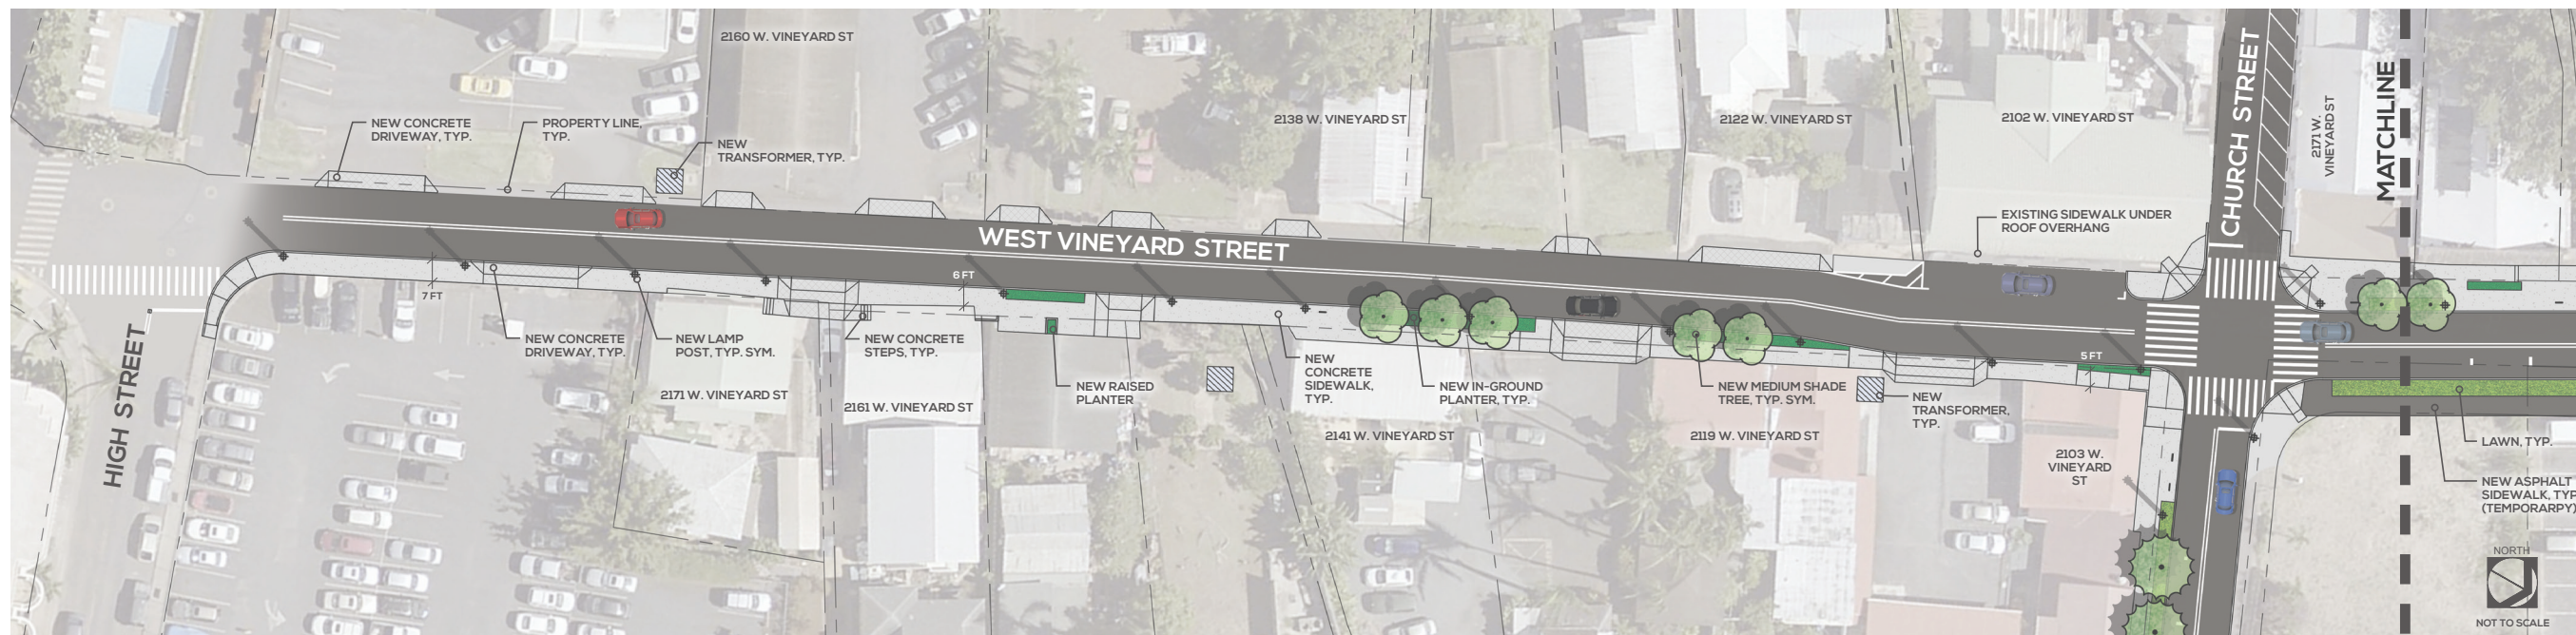 2160 W. VINEYARD ST
NEW CONCRETE
DRIVEWAY, TYP.
PROPERTY LINE,
TYP.
NEW
TRANSFORMER, TYP.
2138 W. VINEYARD ST
2122 W. VINEYARD ST
2102 W. VINEYARD ST
CHURCH STREET
2171 W.
VINEYARD ST
MATCHLINE
EXISTING SIDEWALK UNDER
ROOF OVERHANG
WEST VINEYARD STREET
7 FT
6 FT
5 FT
HIGH STREET
NEW CONCRETE
DRIVEWAY, TYP.
NEW LAMP
POST, TYP. SYM.
2171 W. VINEYARD ST
NEW CONCRETE
STEPS, TYP.
2161 W. VINEYARD ST
NEW RAISED
PLANTER
NEW
CONCRETE
SIDEWALK,
TYP.
NEW IN-GROUND
PLANTER, TYP.
2141 W. VINEYARD ST
NEW MEDIUM SHADE
TREE, TYP. SYM.
2119 W. VINEYARD ST
NEW
TRANSFORMER,
TYP.
2103 W.
VINEYARD
ST
LAWN, TYP.
NEW ASPHALT
SIDEWALK, TYP
(TEMPORARPY)
NORTH
NOT TO SCALE